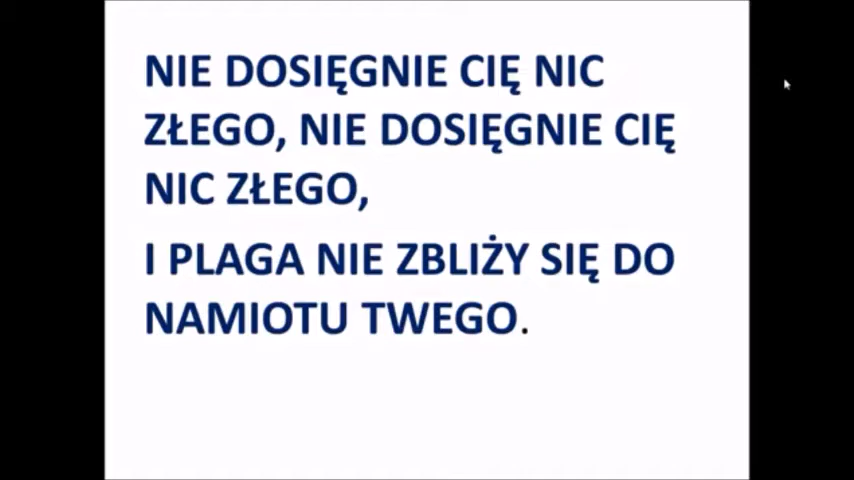 NIE DOSIĘGNIE CIĘ NIC
ZŁEGO, NIE DOSIĘGNIE CIĘ
NIC ZŁEGO,
I PLAGA NIE ZBLIŻY SIĘ DO
NAMIOTU TWEGO.